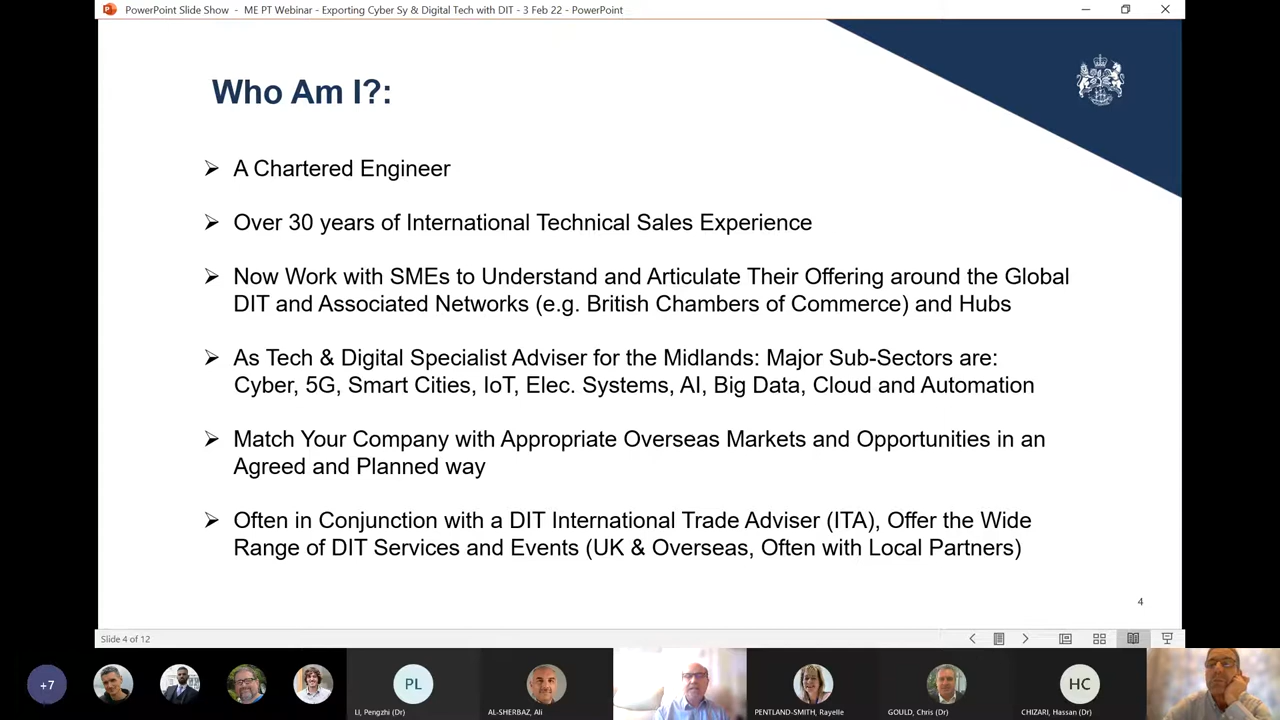 PowerPoint Slide Show - ME PT Webinar - Exporting Cyber Sy & Digital Tech with DIT - 3 Feb 22 - PowerPoint
Who Am I?:
A Chartered Engineer
Over 30 years of International Technical Sales Experience
Now Work with SMEs to Understand and Articulate Their Offering around the Global
DIT and Associated Networks (e.g. British Chambers of Commerce) and Hubs
As Tech & Digital Specialist Adviser for the Midlands: Major Sub-Sectors are:
Cyber, 5G, Smart Cities, IoT, Elec. Systems, AI, Big Data, Cloud and Automation
Match Your Company with Appropriate Overseas Markets and Opportunities in an
Agreed and Planned way
Often in Conjunction with a DIT International Trade Adviser (ITA), Offer the Wide
Range of DIT Services and Events (UK & Overseas, Often with Local Partners)
4
Slide 4 of 12
+7
PL
HC
LI, Pengzhi (Dr)
AL-SHERBAZ, Ali
PENTLAND-SMITH, Rayelle
GOULD, Chris (Dr)
CHIZARI, Hassan (Dr)